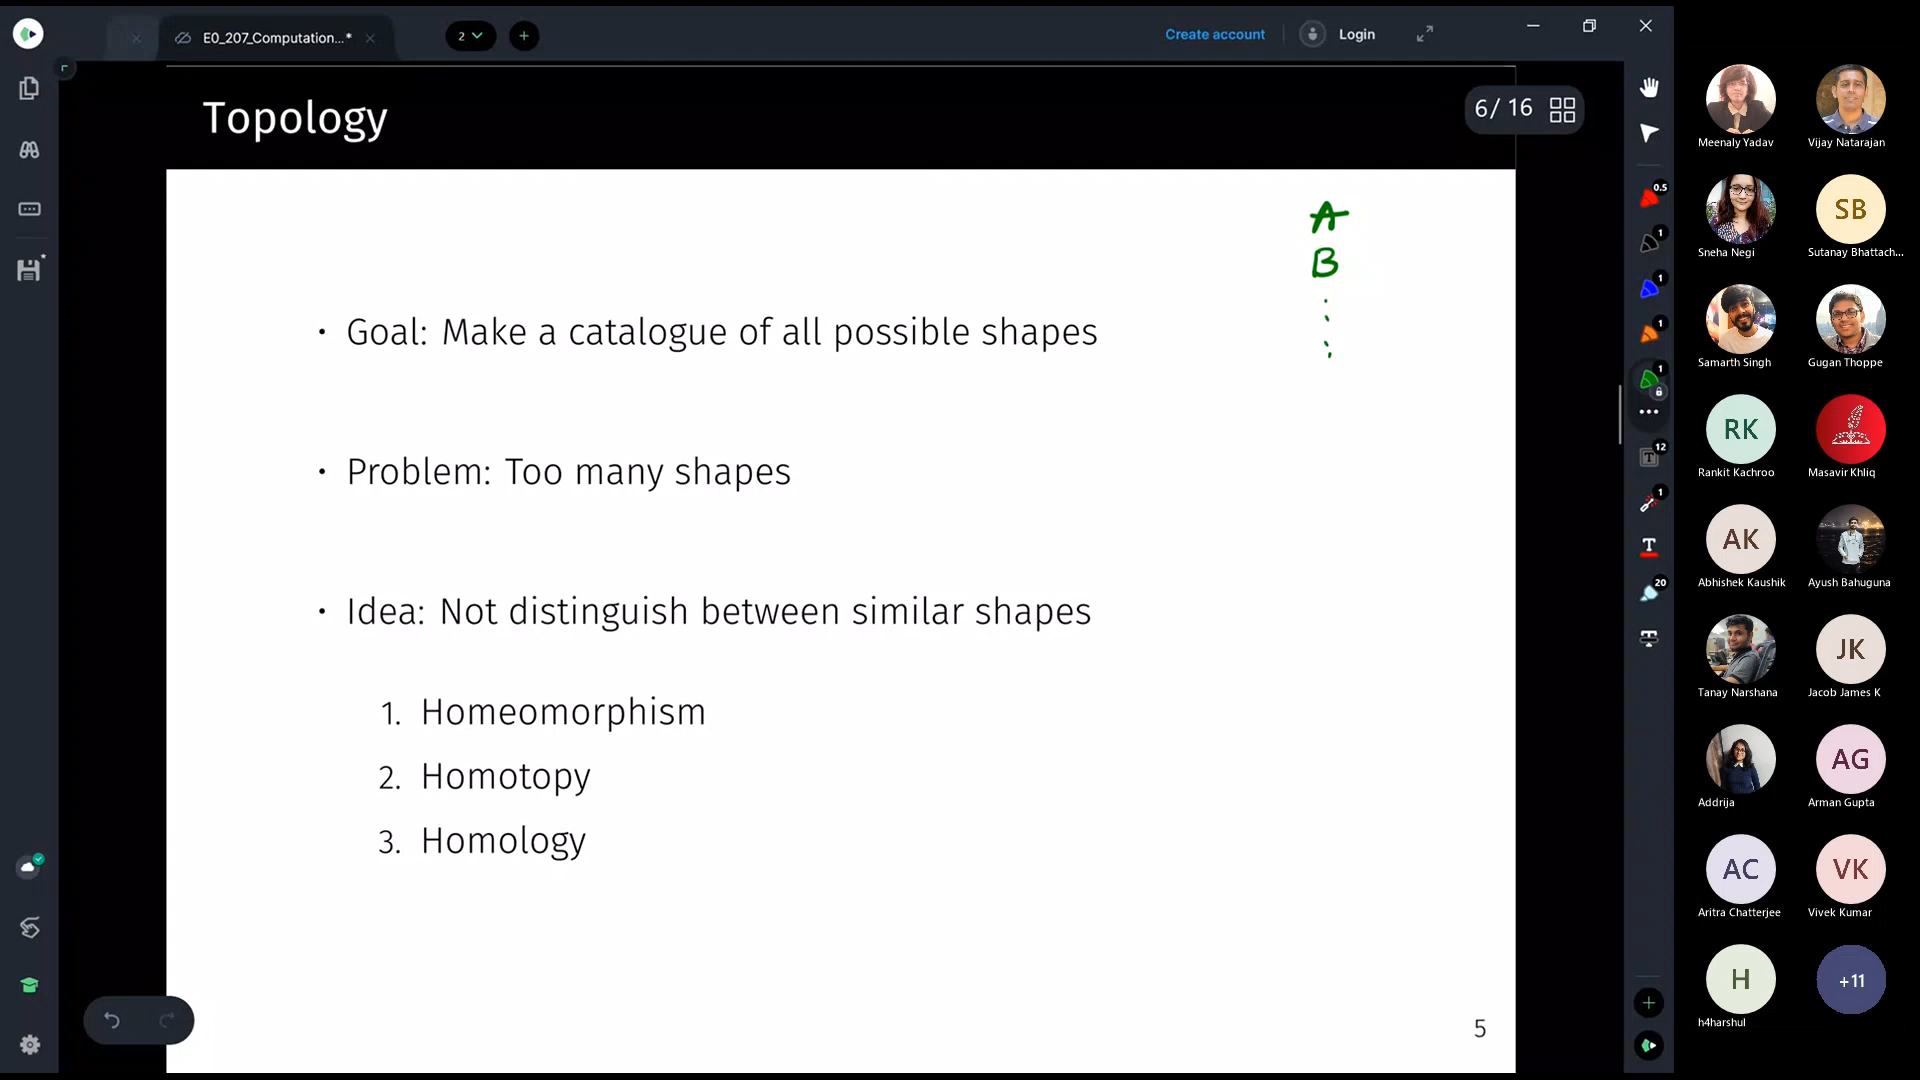 E0_207_Computation...*
2
Create account
Login
Topology
6/ 16
A
B
• Goal: Make a catalogue of all possible shapes
• Problem: Too many shapes
• Idea: Not distinguish between similar shapes
1. Homeomorphism
2. Homotopy
3. Homology
5
0.5
1
1
1
1
12
T
1
T
20
Meenaly Yadav
Vijay Natarajan
Sneha Negi
SB
Sutanay Bhattach...
Samarth Singh
Gugan Thoppe
RK
Rankit Kachroo
Masavir Khliq
AK
Abhishek Kaushik
Ayush Bahuguna
Tanay Narshana
JK
Jacob James K
Addrija
AG
Arman Gupta
AC
Aritra Chatterjee
VK
Vivek Kumar
H
h4harshul
+11